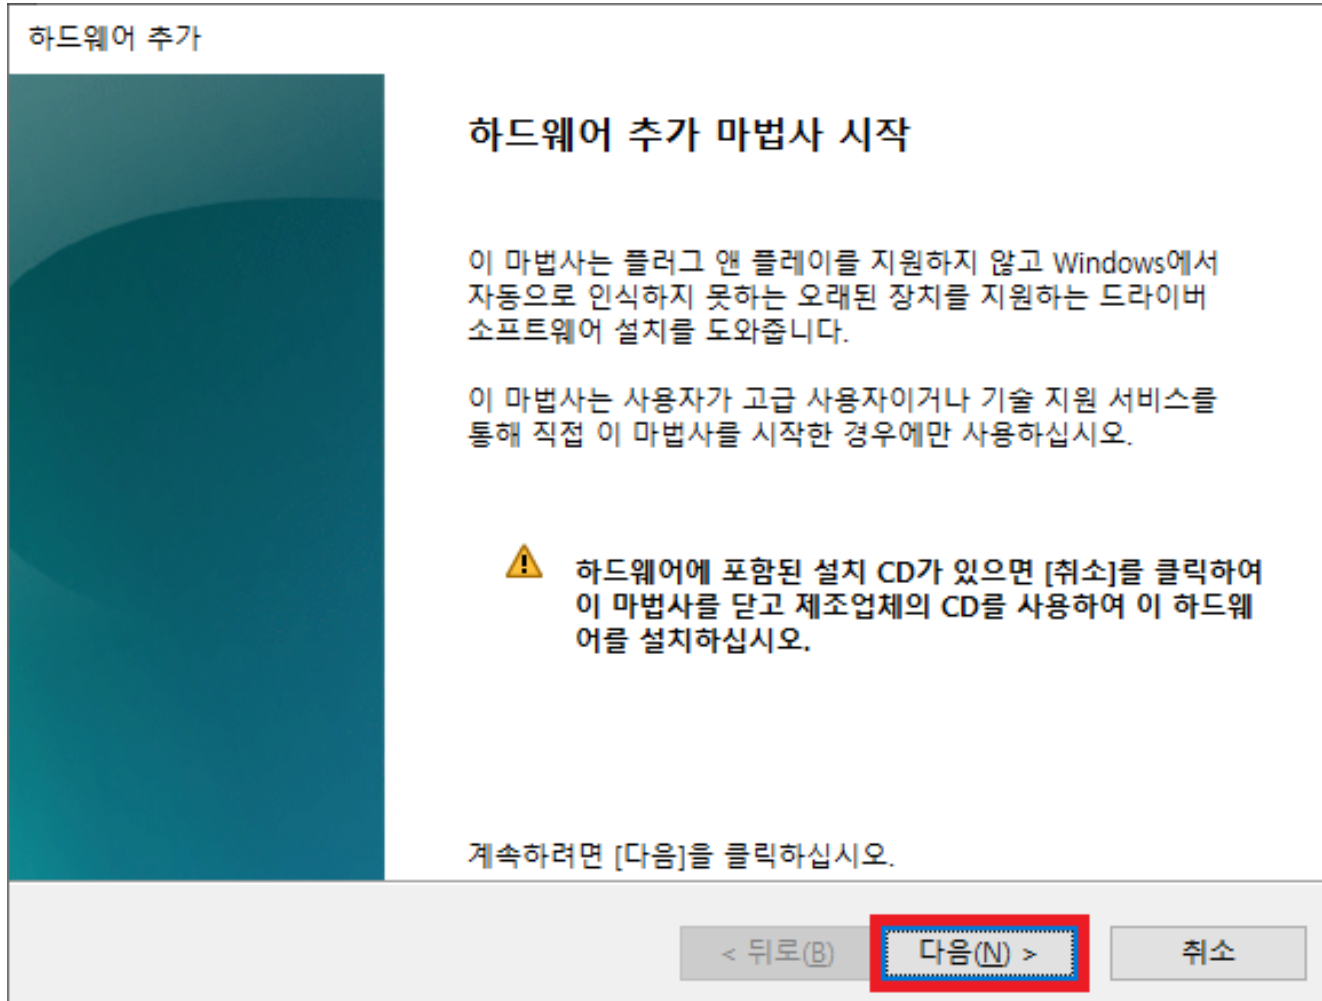 하드웨어 추가
하드웨어 추가 마법사 시작
이 마법사는 플러그 앤 플레이를 지원하지 않고 Windows에서
자동으로 인식하지 못하는 오래된 장치를 지원하는 드라이버
소프트웨어 설치를 도와줍니다.
이 마법사는 사용자가 고급 사용자이거나 기술 지원 서비스를
통해 직접 이 마법사를 시작한 경우에만 사용하십시오.
하드웨어에 포함된 설치 CD가 있으면 [취소]를 클릭하여
이 마법사를 닫고 제조업체의 CD를 사용하여 이 하드웨
어를 설치하십시오.
계속하려면 [다음]을 클릭하십시오.
< 뒤로(B) 다음(N) > 취소